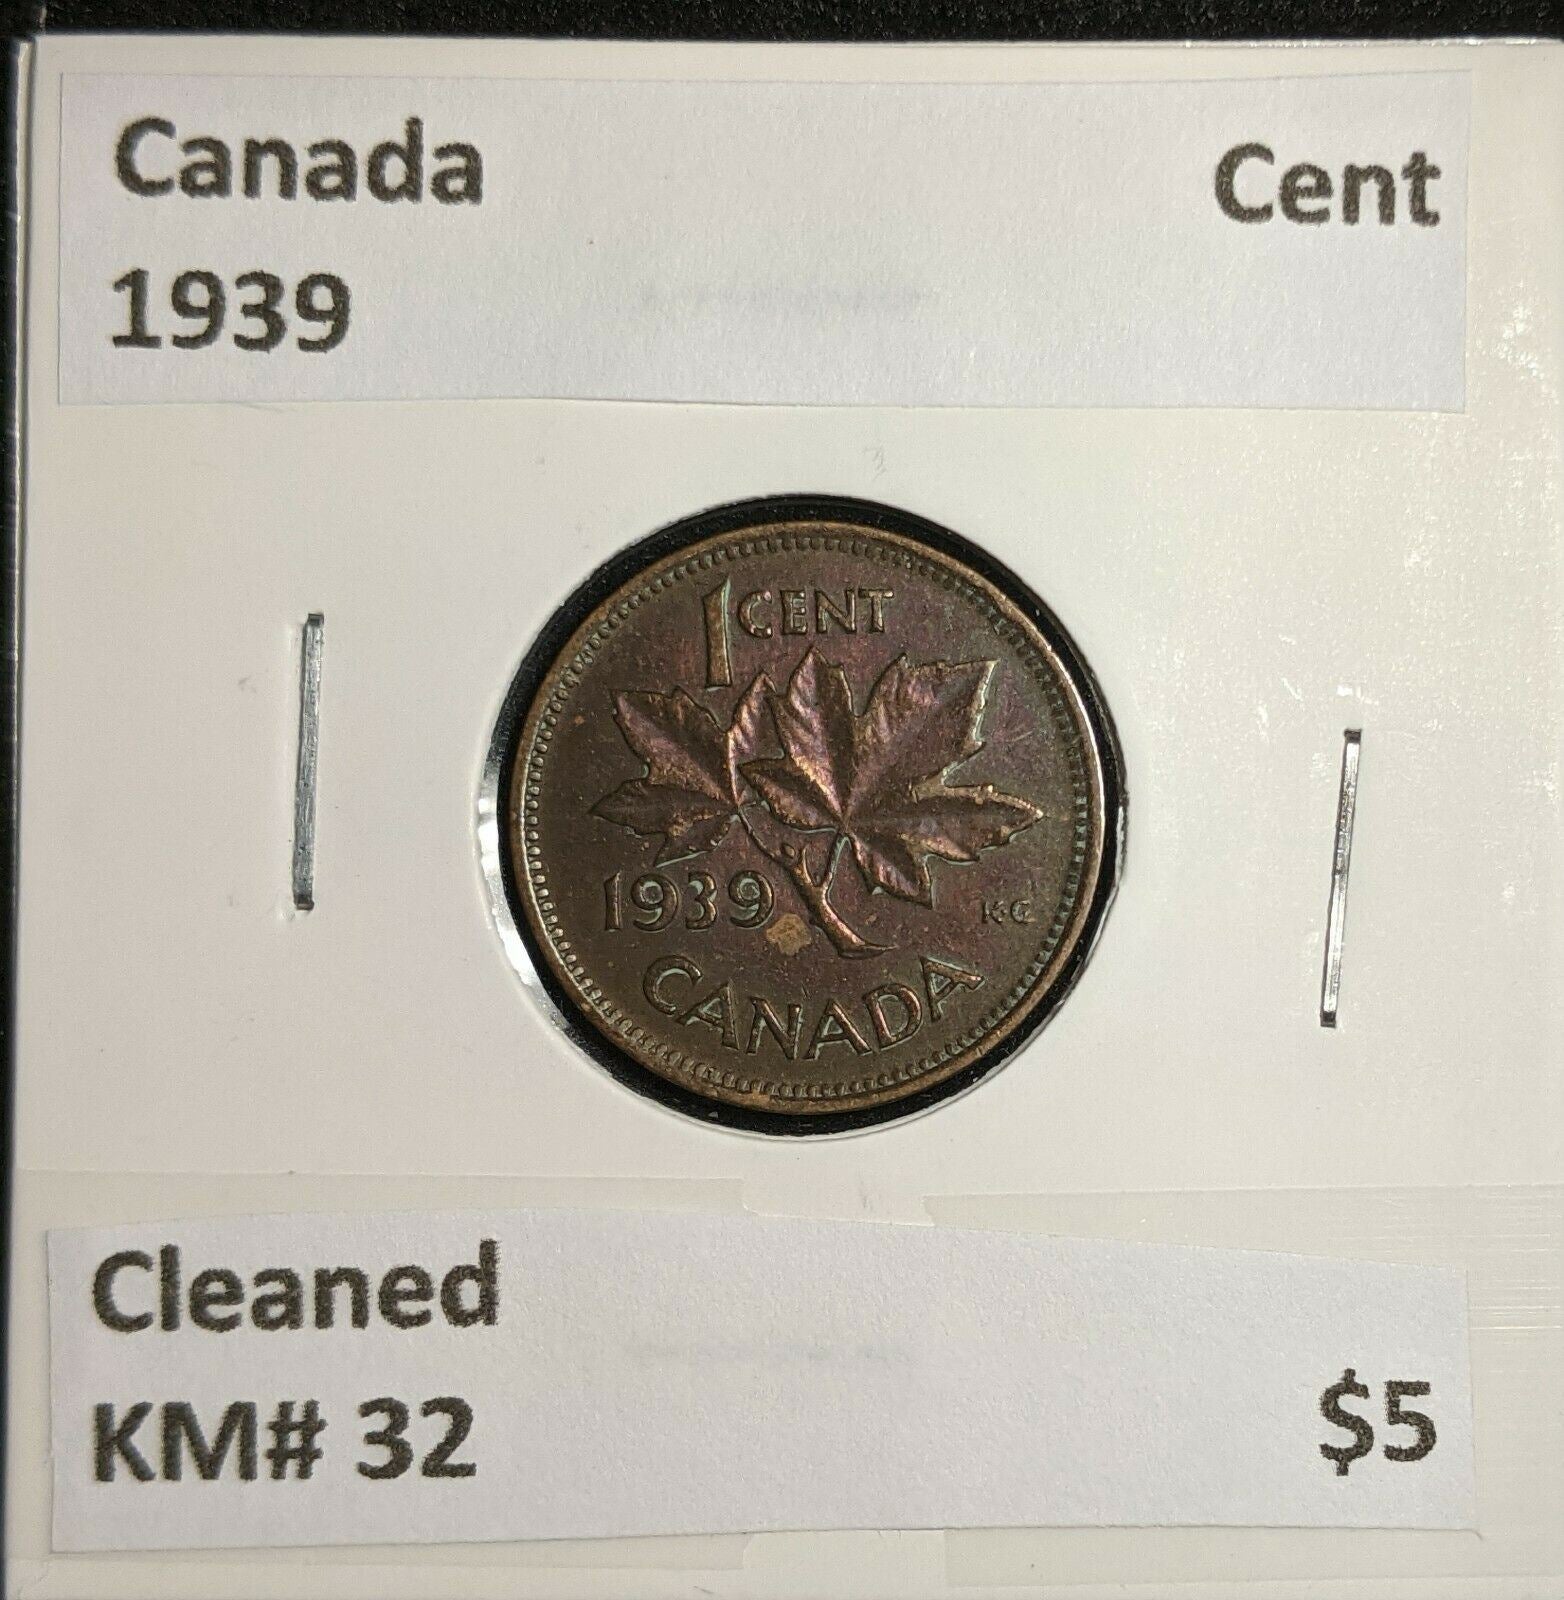 Canada Cent
1939
1 CENT
1939 KG
CANADA
Cleaned
KM# 32 $5